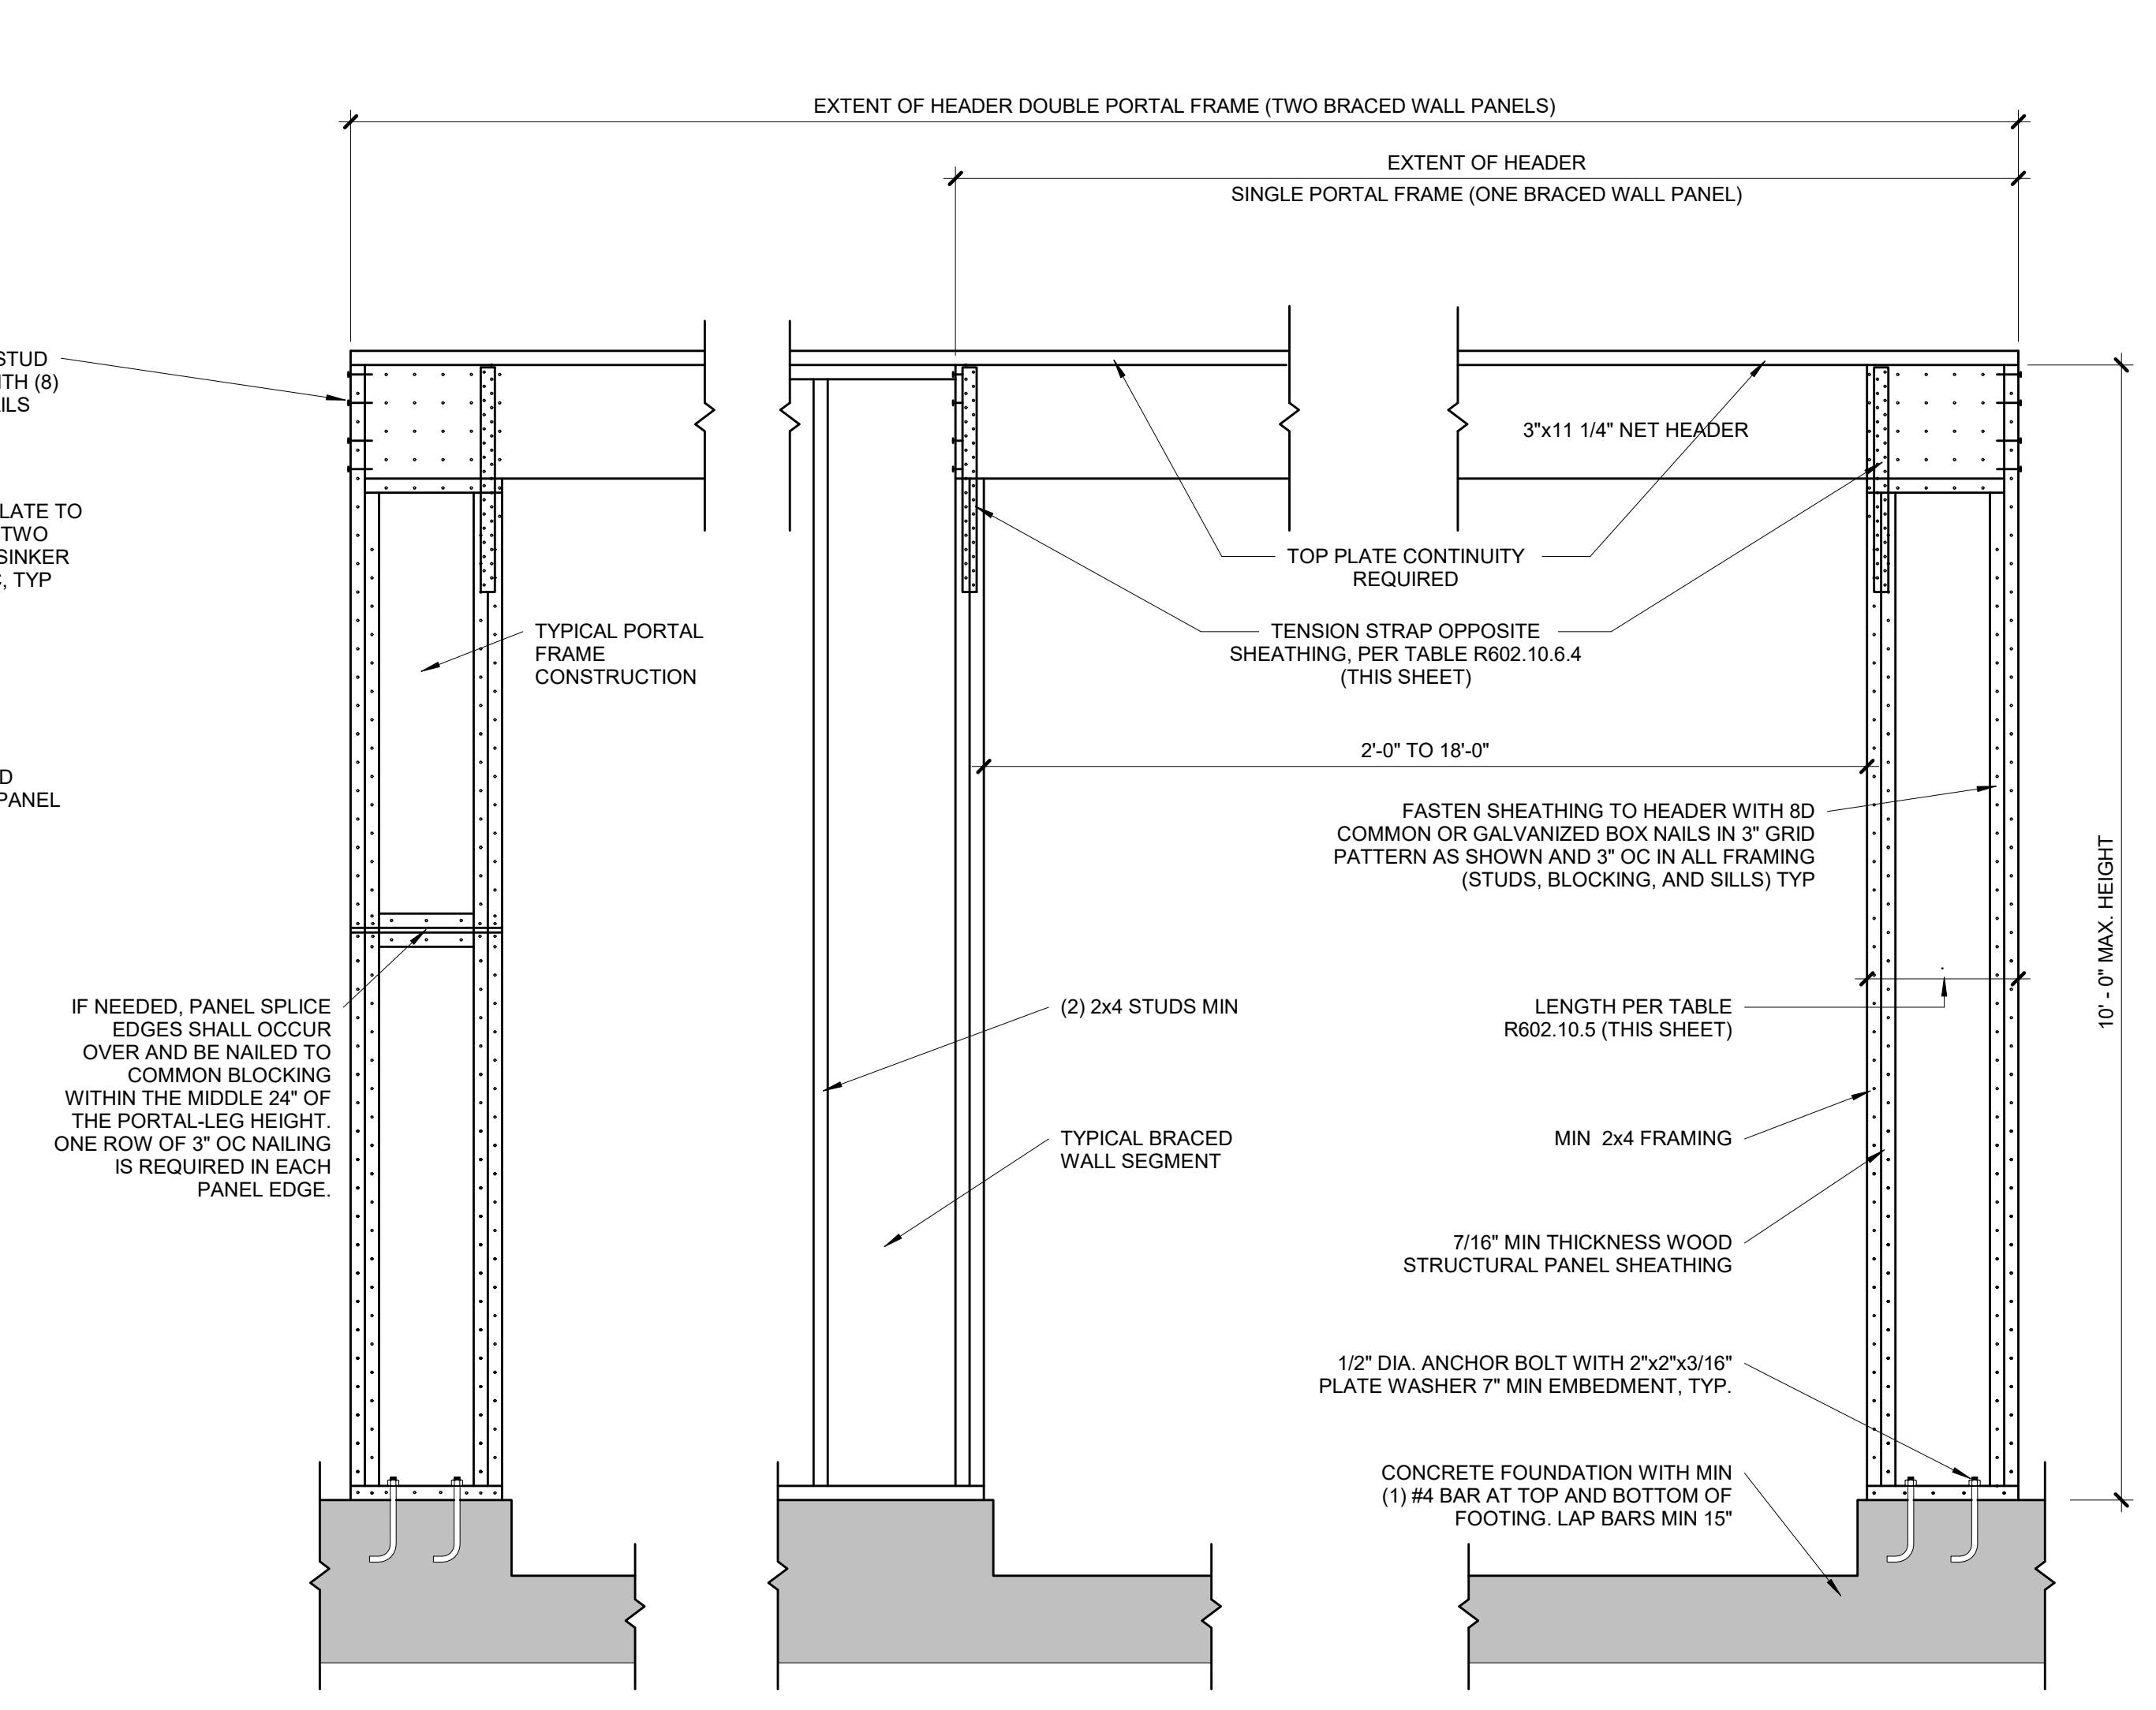 EXTENT OF HEADER DOUBLE PORTAL FRAME (TWO BRACED WALL PANELS)
EXTENT OF HEADER
SINGLE PORTAL FRAME (ONE BRACED WALL PANEL)
STUD
ITH (8)
ILS
LATE TO
TWO
SINKER
, TYP
D
PANEL
3"x11 1/4" NET HEADER
TOP PLATE CONTINUITY
REQUIRED
TENSION STRAP OPPOSITE
SHEATHING, PER TABLE R602.10.6.4
(THIS SHEET)
TYPICAL PORTAL
FRAME
CONSTRUCTION
2'-0" TO 18'-0"
FASTEN SHEATHING TO HEADER WITH 8D
COMMON OR GALVANIZED BOX NAILS IN 3" GRID
PATTERN AS SHOWN AND 3" OC IN ALL FRAMING
(STUDS, BLOCKING, AND SILLS) TYP
10' - 0" MAX. HEIGHT
IF NEEDED, PANEL SPLICE
EDGES SHALL OCCUR
OVER AND BE NAILED TO
COMMON BLOCKING
WITHIN THE MIDDLE 24" OF
THE PORTAL-LEG HEIGHT.
ONE ROW OF 3" OC NAILING
IS REQUIRED IN EACH
PANEL EDGE.
(2) 2x4 STUDS MIN
LENGTH PER TABLE
R602.10.5 (THIS SHEET)
TYPICAL BRACED
WALL SEGMENT
MIN 2x4 FRAMING
7/16" MIN THICKNESS WOOD
STRUCTURAL PANEL SHEATHING
1/2" DIA. ANCHOR BOLT WITH 2"x2"x3/16"
PLATE WASHER 7" MIN EMBEDMENT, TYP.
CONCRETE FOUNDATION WITH MIN
(1) #4 BAR AT TOP AND BOTTOM OF
FOOTING. LAP BARS MIN 15"